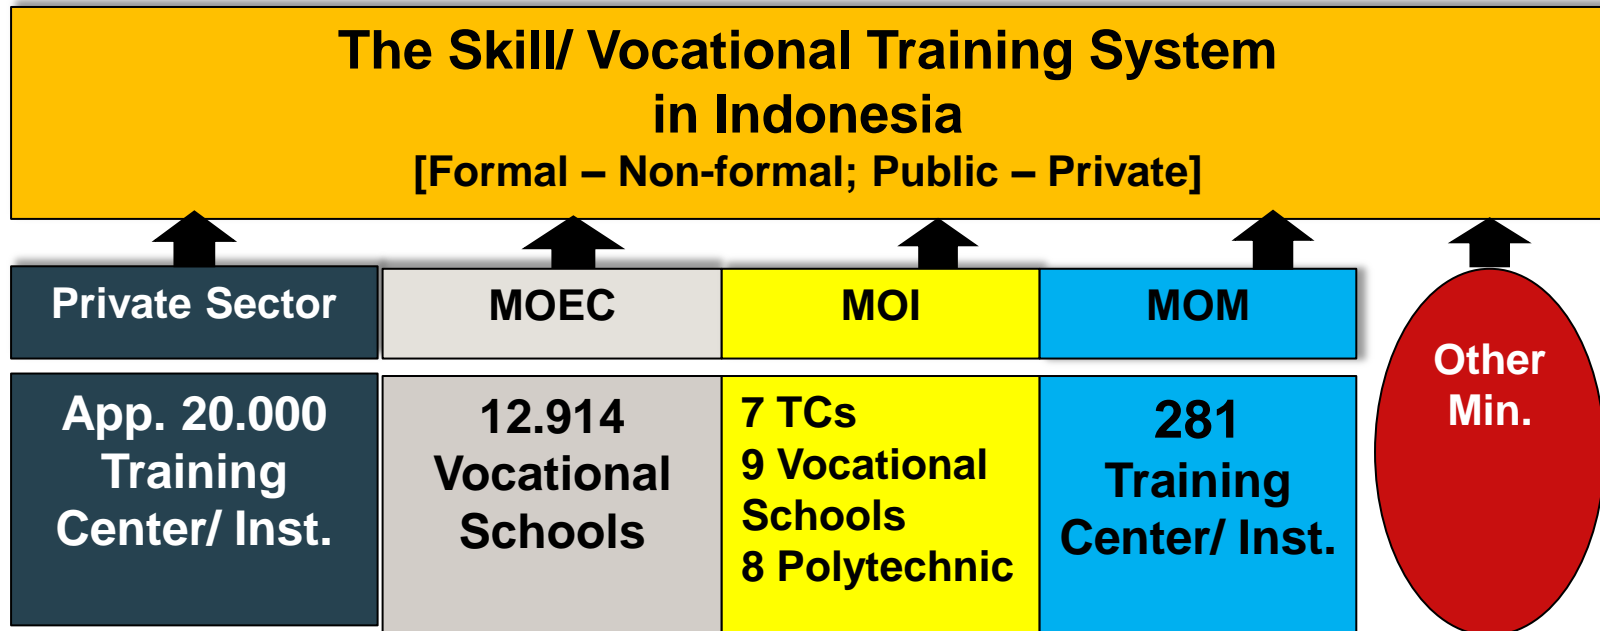 The Skill/ Vocational Training System
in Indonesia
[Formal – Non-formal; Public – Private]
Private Sector
MOEC
MOI
MOM
Other
Min.
App. 20.000
Training
Center/ Inst.
12.914
Vocational
Schools
7 TCs
9 Vocational
Schools
8 Polytechnic
281
Training
Center/ Inst.